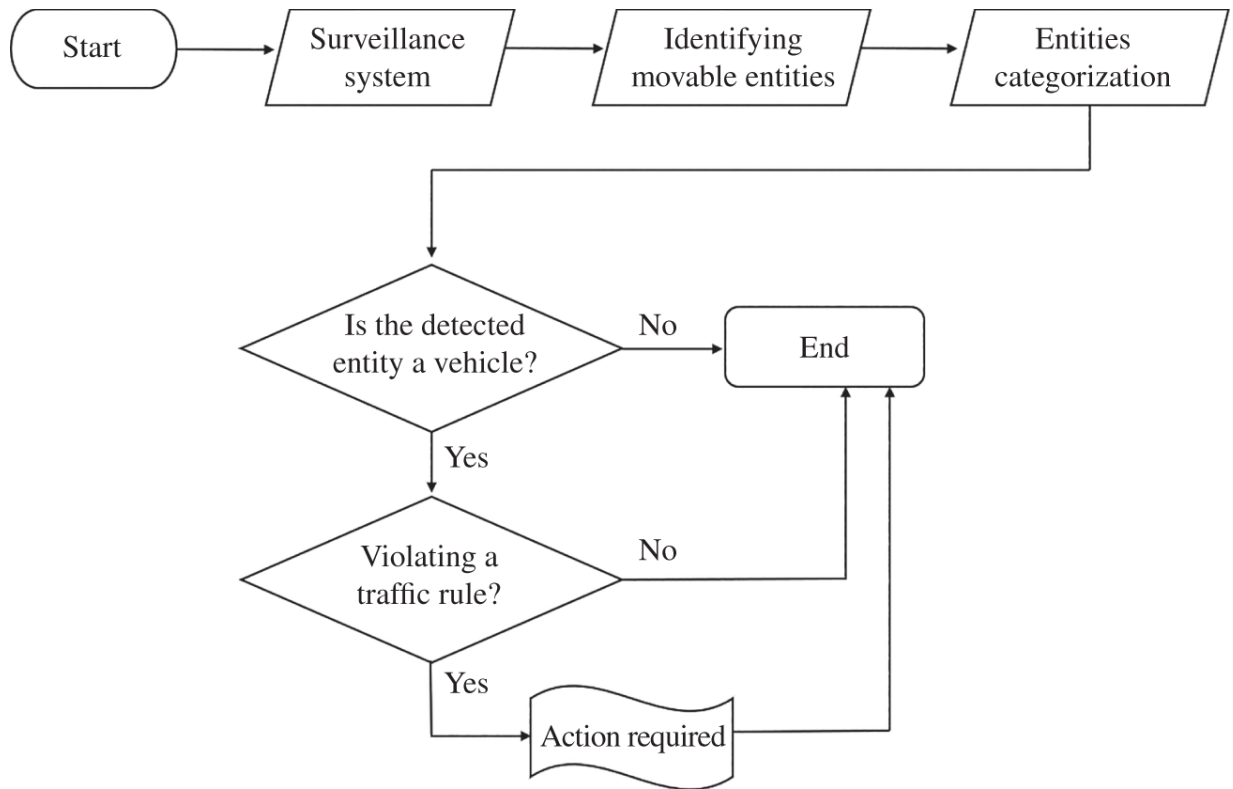 Start
Surveillance
system
Identifying
movable entities
Entities
categorization
Is the detected
entity a vehicle?
No
End
Yes
Violating a
traffic rule?
No
Yes
Action required